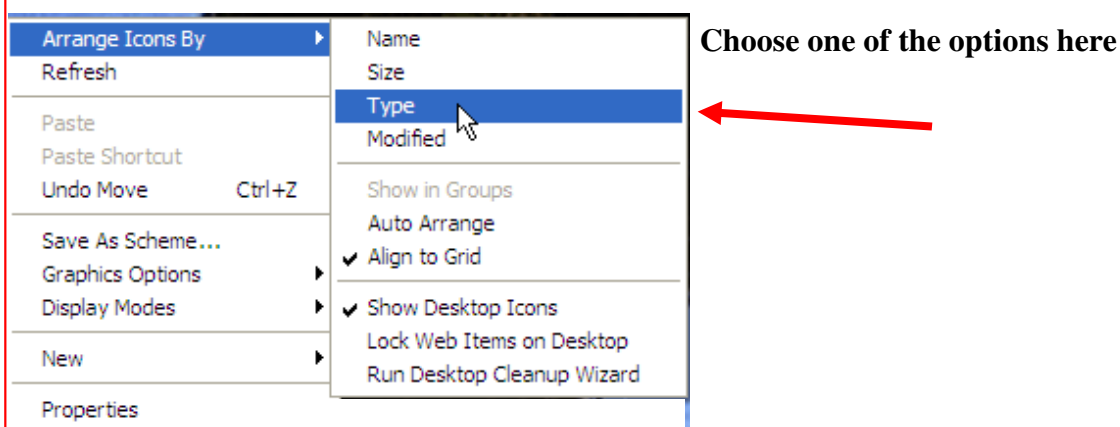 Arrange Icons By
Refresh
Paste
Paste Shortcut
Undo Move Ctrl+Z
Save As Scheme...
Graphics Options
Display Modes
New
Properties
Name
Size
Type
Modified
Show in Groups
Auto Arrange
Align to Grid
Show Desktop Icons
Lock Web Items on Desktop
Run Desktop Cleanup Wizard
Choose one of the options here